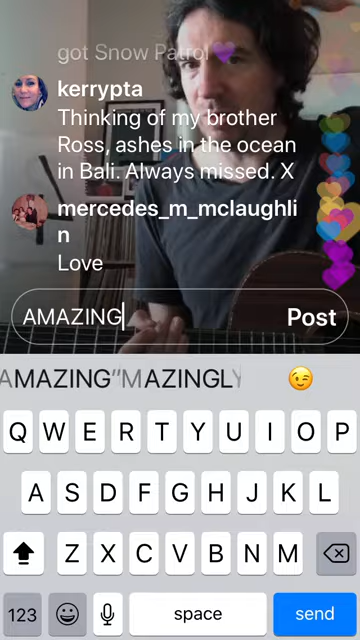 got Snow Patrol💜
kerrypta
Thinking of my brother
Ross, ashes in the ocean
in Bali. Always missed. X
mercedes_m_mclaughli
n
Love
AMAZING
Post
AMAZING" "MAZINGLY 😉
Q W E R T Y U I O P
A S D F G H J K L
Z X C V B N M
123 space send